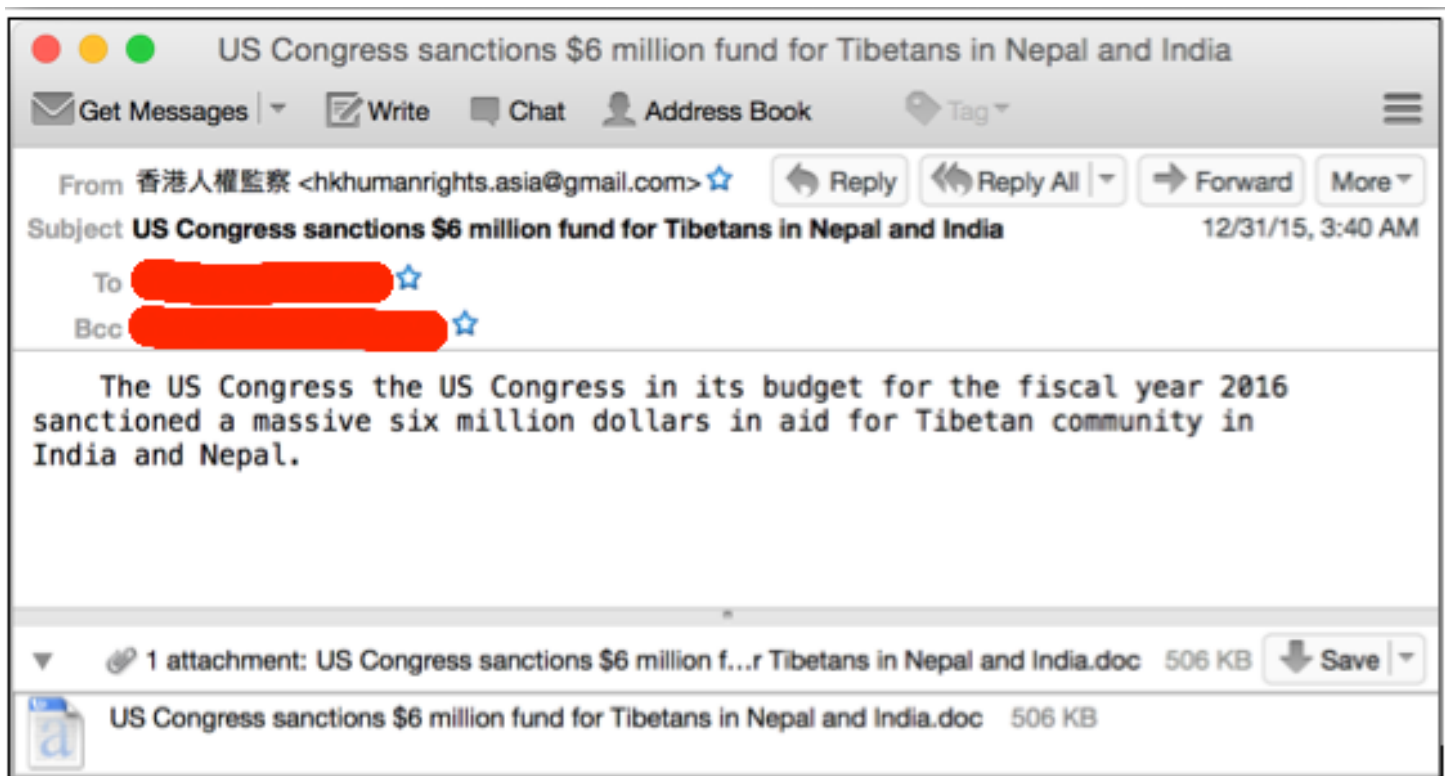 US Congress sanctions $6 million fund for Tibetans in Nepal and India
Get Messages Write Chat Address Book Tag
From 香港人權監察 <hkhumanrights.asia@gmail.com> Reply Reply All Forward More
Subject US Congress sanctions $6 million fund for Tibetans in Nepal and India 12/31/15, 3:40 AM
To
Bcc
The US Congress the US Congress in its budget for the fiscal year 2016
sanctioned a massive six million dollars in aid for Tibetan community in
India and Nepal.
1 attachment: US Congress sanctions $6 million f...r Tibetans in Nepal and India.doc 506 KB Save
US Congress sanctions $6 million fund for Tibetans in Nepal and India.doc 506 KB